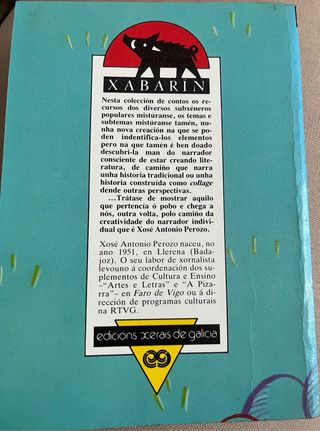 XABARIN
Nesta colección de contos os re-
cursos dos diversos subxéneros
populares mistúranse, os temas e
subtemas mistúranse tamén, nu-
nha nova creación na que se po-
den indentifica-los elementos
pero na que tamén é ben doado
descubri-la man do narrador
consciente de estar creando lite-
ratura, de camiño que narra
unha historia tradicional ou unha
historia construída como collage
dende outras perspectivas.
...Trátase de mostrar aquilo
que pertencía ó pobo e chega a
nós, outra volta, polo camiño da
creatividade do narrador indivi-
dual que é Xosé Antonio Perozo.
Xosé Antonio Perozo naceu, no
ano 1951, en Llerena (Bada-
joz). O seu labor de xornalista
levouno á coordenación dos su-
plementos de Cultura e Ensino
–"Artes e Letras" e "A Piza-
rra"– en Faro de Vigo ou á di-
rección de programas culturais
na RTVG.
edicións xerais de galicia